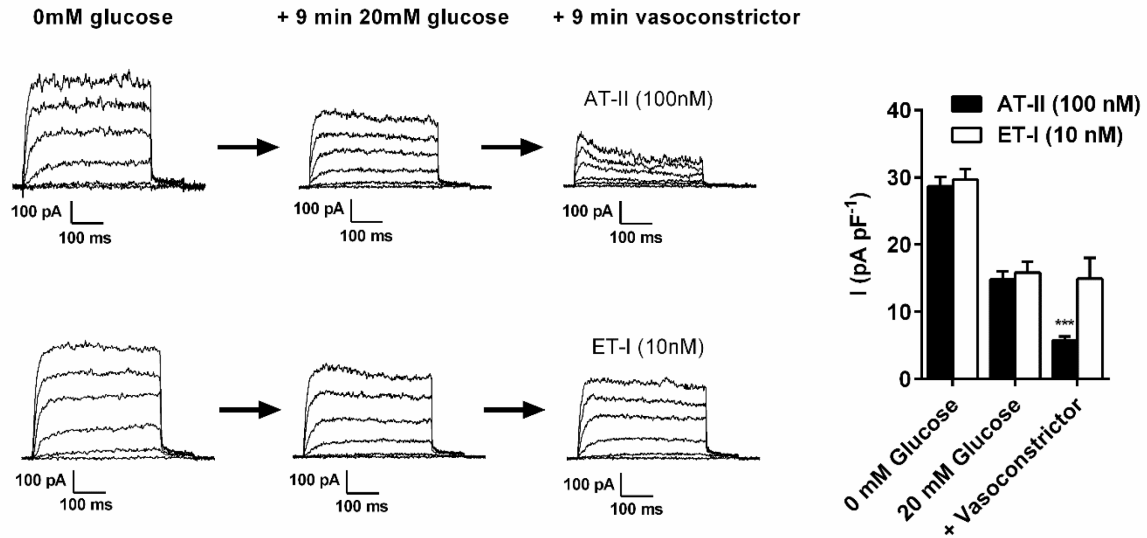 0mM glucose
+ 9 min 20mM glucose
+ 9 min vasoconstrictor
AT-II (100nM)
100 pA
100 ms
100 pA
100 ms
100 pA
100 ms
ET-I (10nM)
100 pA
100 ms
100 pA
100 ms
100 pA
100 ms
AT-II (100 nM)
ET-I (10 nM)
I (pA pF-1)
40
30
20
10
0
***
0 mM Glucose
20 mM Glucose
+ Vasoconstrictor